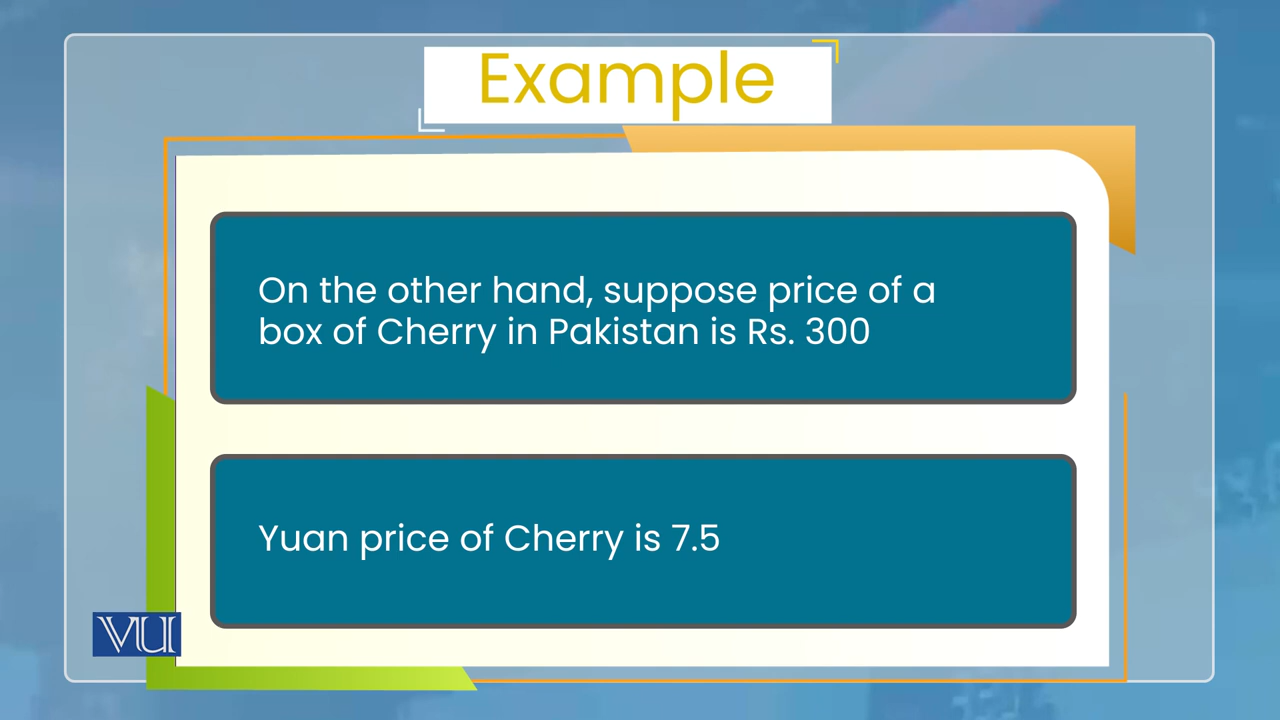 Example
On the other hand, suppose price of a
box of Cherry in Pakistan is Rs. 300
Yuan price of Cherry is 7.5
VU